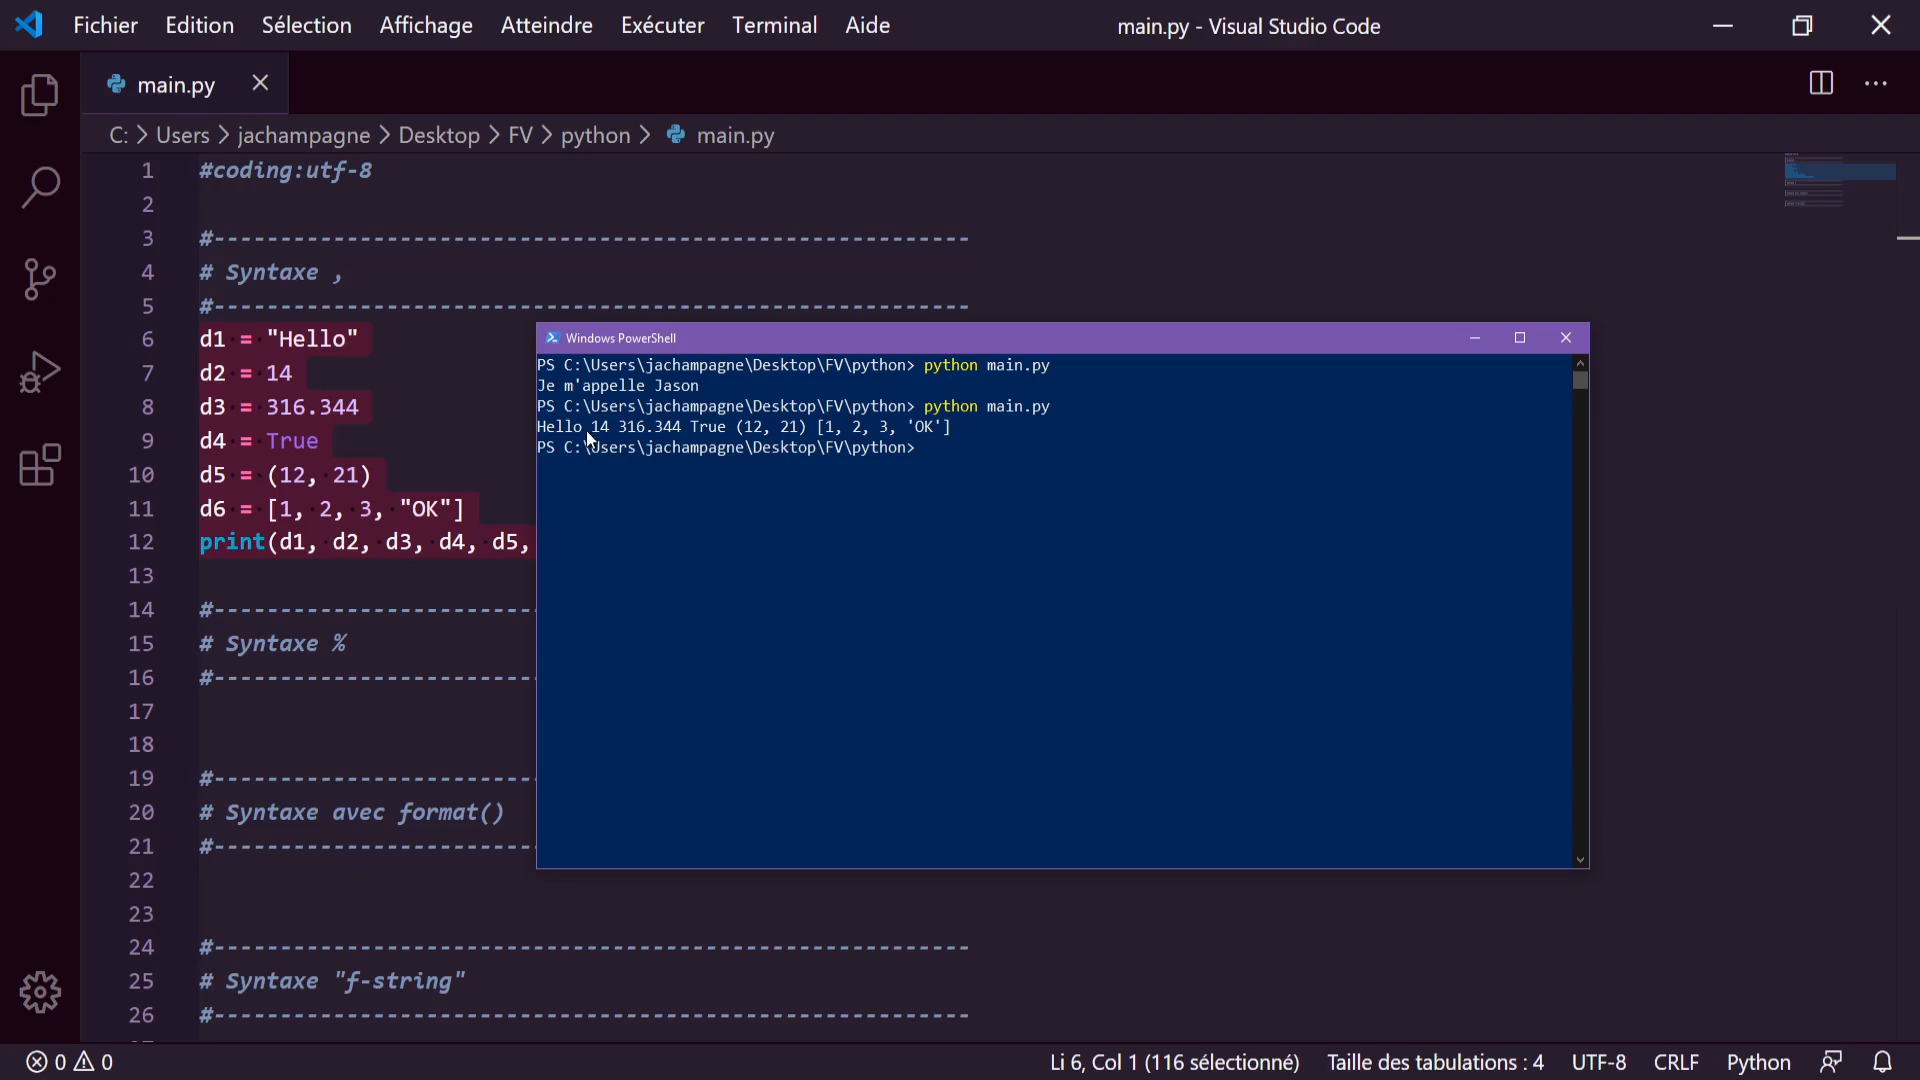 Fichier Edition Sélection Affichage Atteindre Exécuter Terminal Aide main.py - Visual Studio Code
main.py
C: > Users > jachampagne > Desktop > FV > python > main.py
1 #coding:utf-8
2
3 #---------------------------------------------------------
4 # Syntaxe ,
5 #---------------------------------------------------------
6 d1 = "Hello"
7 d2 = 14
8 d3 = 316.344
9 d4 = True
10 d5 = (12, 21)
11 d6 = [1, 2, 3, "OK"]
12 print(d1, d2, d3, d4, d5,
13
14 #------------------------
15 # Syntaxe %
16 #------------------------
17
18
19 #------------------------
20 # Syntaxe avec format()
21 #------------------------
22
23
24 #---------------------------------------------------------
25 # Syntaxe "f-string"
26 #---------------------------------------------------------
Windows PowerShell
PS C:\Users\jachampagne\Desktop\FV\python> python main.py
Je m'appelle Jason
PS C:\Users\jachampagne\Desktop\FV\python> python main.py
Hello 14 316.344 True (12, 21) [1, 2, 3, 'OK']
PS C:\Users\jachampagne\Desktop\FV\python>
0 0 Li 6, Col 1 (116 sélectionné) Taille des tabulations : 4 UTF-8 CRLF Python